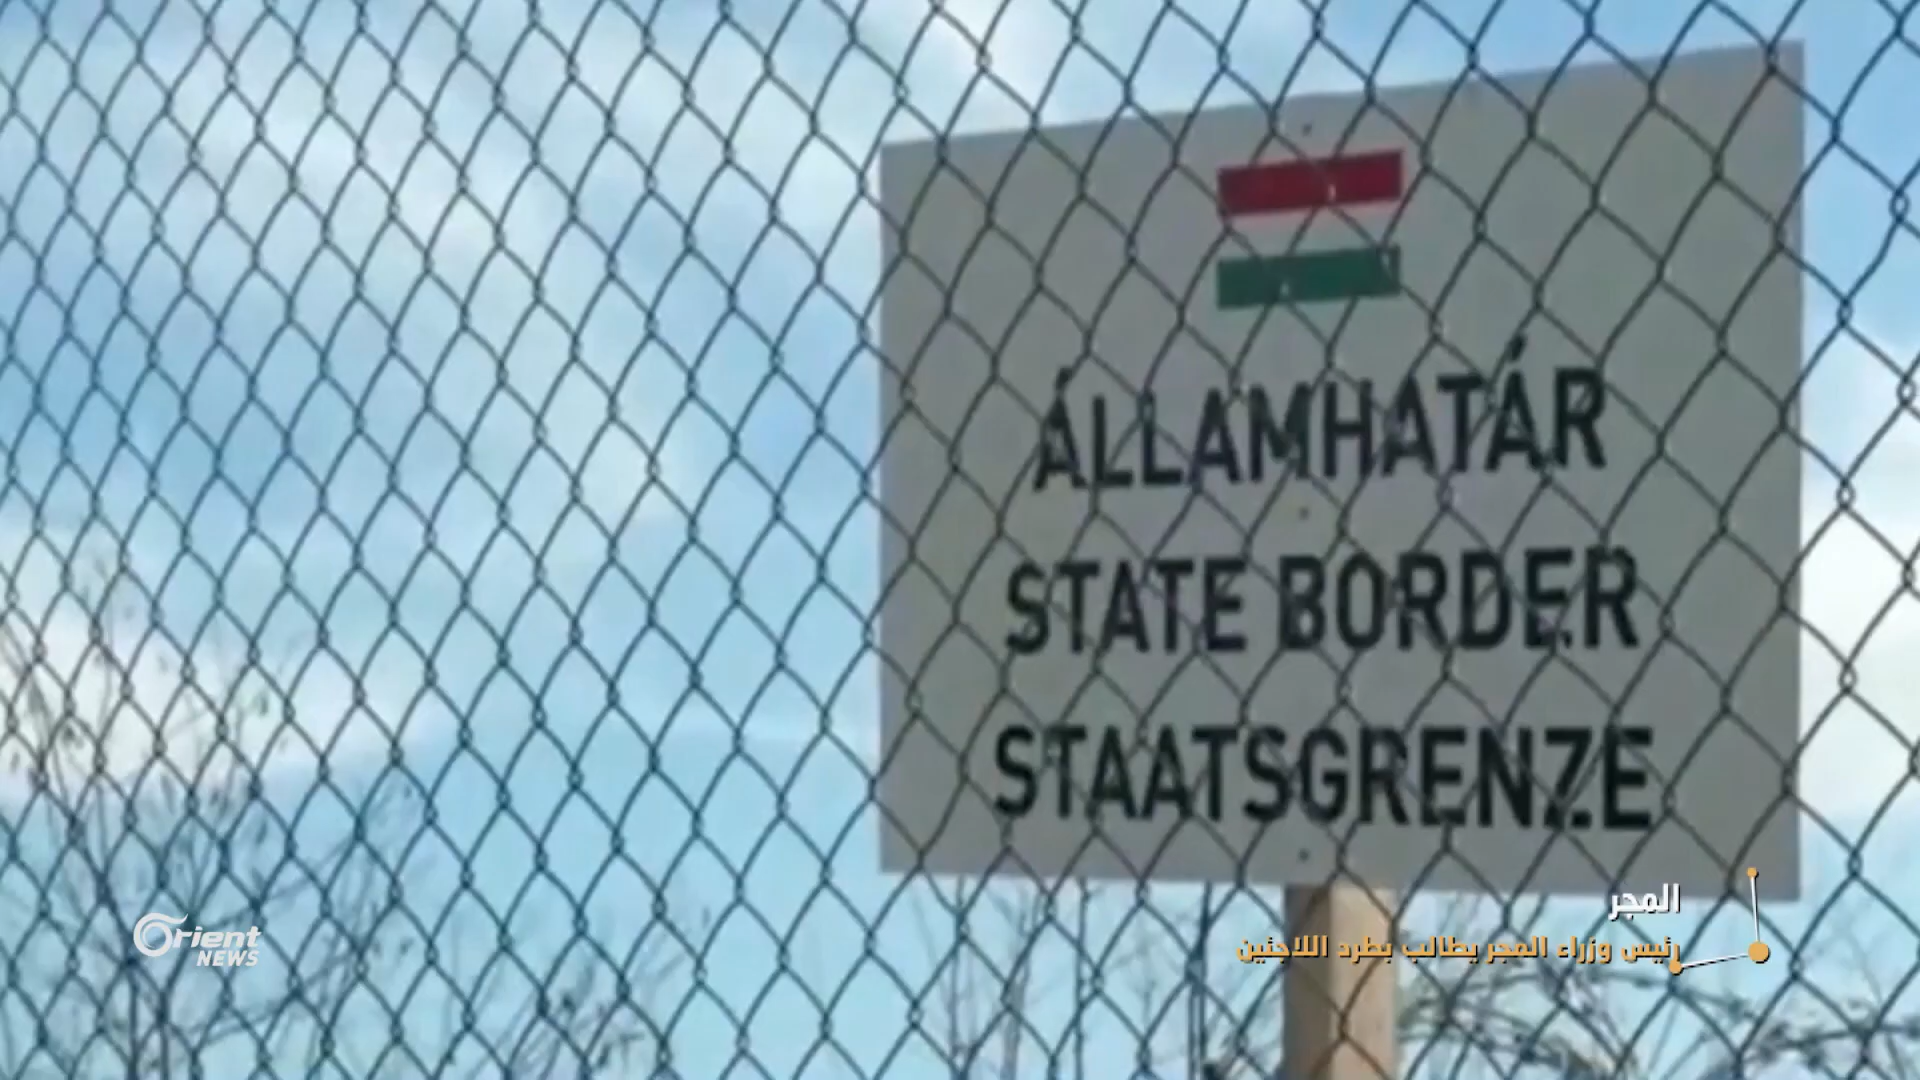 ÁLLAMHATÁR
STATE BORDER
STAATSGRENZE
المجر
رئيس وزراء المجر يطالب بطرد اللاجئين
Orient
NEWS